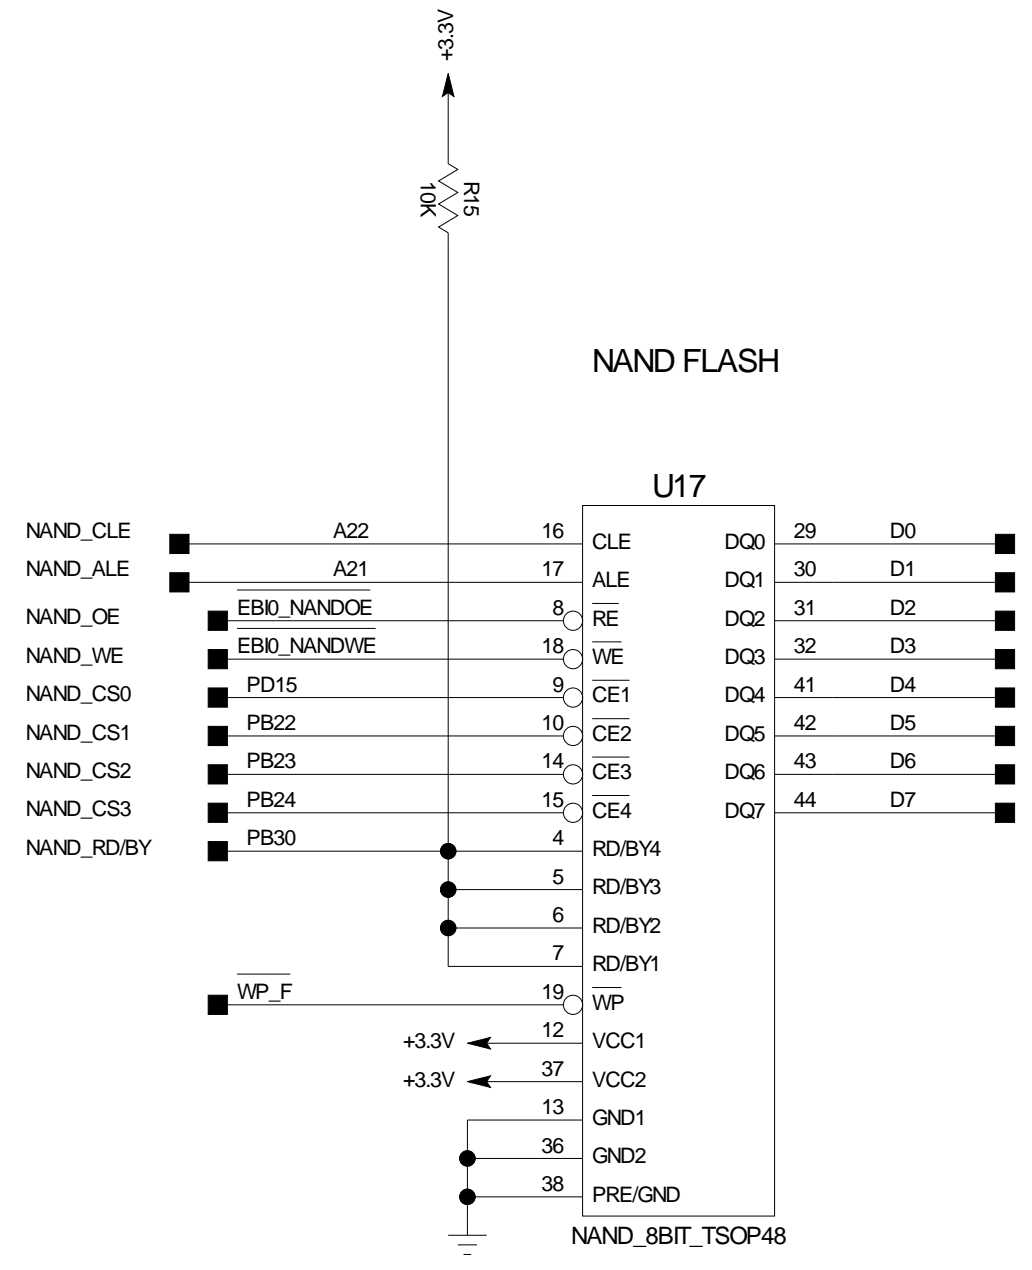 +3.3V
R15
10K
NAND FLASH
U17
NAND_CLE A22 16 CLE DQ0 29 D0
NAND_ALE A21 17 ALE DQ1 30 D1
NAND_OE EBI0_NANDOE 8 RE DQ2 31 D2
NAND_WE EBI0_NANDWE 18 WE DQ3 32 D3
NAND_CS0 PD15 9 CE1 DQ4 41 D4
NAND_CS1 PB22 10 CE2 DQ5 42 D5
NAND_CS2 PB23 14 CE3 DQ6 43 D6
NAND_CS3 PB24 15 CE4 DQ7 44 D7
NAND_RD/BY PB30 4 RD/BY4
5 RD/BY3
6 RD/BY2
7 RD/BY1
WP_F 19 WP
+3.3V 12 VCC1
+3.3V 37 VCC2
13 GND1
36 GND2
38 PRE/GND
NAND_8BIT_TSOP48